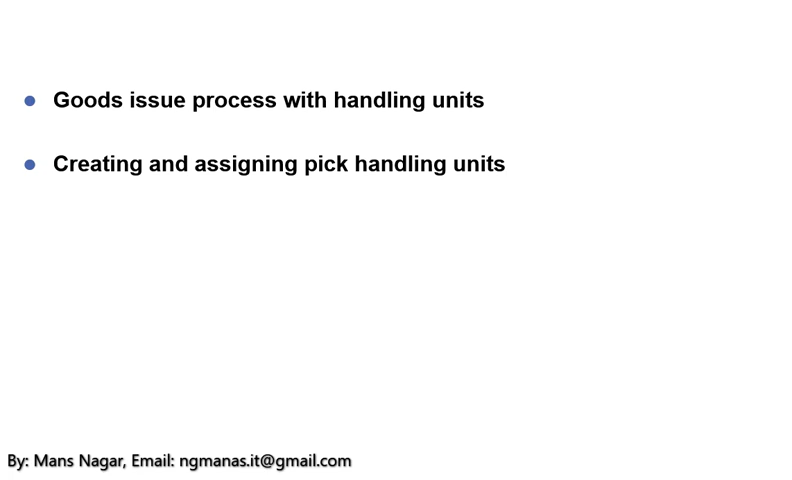 Goods issue process with handling units
Creating and assigning pick handling units
By: Mans Nagar, Email: ngmanas.it@gmail.com